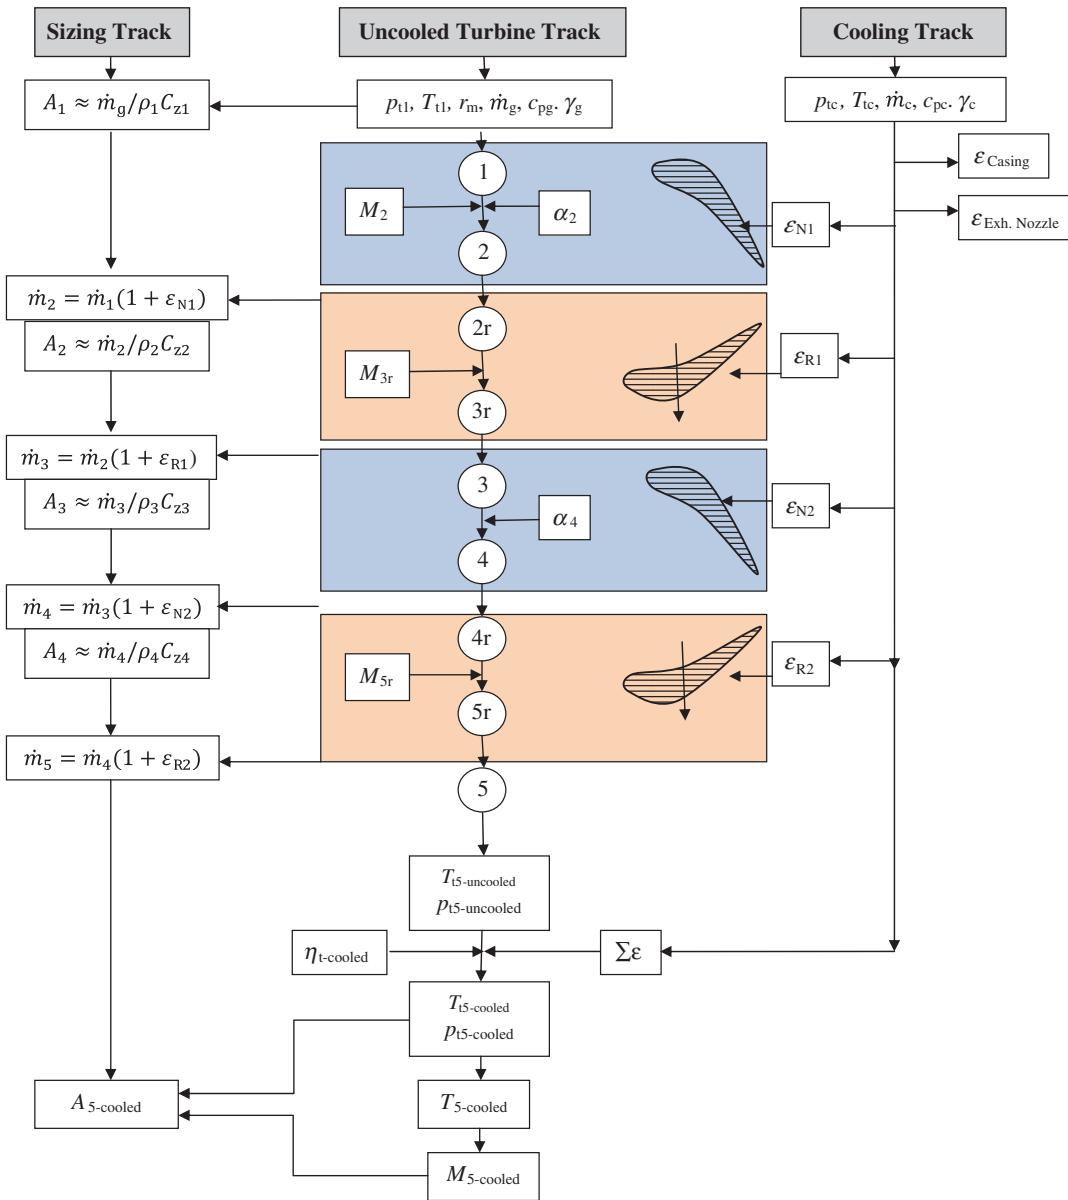 Sizing Track
Uncooled Turbine Track
Cooling Track
A₁ ≈ ṁg/ρ₁Cz1
pt1, Tt1, rm, ṁg, cpg. γg
ptc, Ttc, ṁc, cpc. γc
εCasing
εExh. Nozzle
1
M₂
α₂
εN1
2
ṁ₂ = ṁ₁(1 + εN1)
A₂ ≈ ṁ₂/ρ₂Cz2
2r
M3r
εR1
3r
ṁ₃ = ṁ₂(1 + εR1)
A₃ ≈ ṁ₃/ρ₃Cz3
3
α₄
εN2
4
ṁ₄ = ṁ₃(1 + εN2)
A₄ ≈ ṁ₄/ρ₄Cz4
4r
M5r
εR2
5r
ṁ₅ = ṁ₄(1 + εR2)
5
Tt5-uncooled
pt5-uncooled
ηt-cooled
∑ε
Tt5-cooled
pt5-cooled
A5-cooled
T5-cooled
M5-cooled